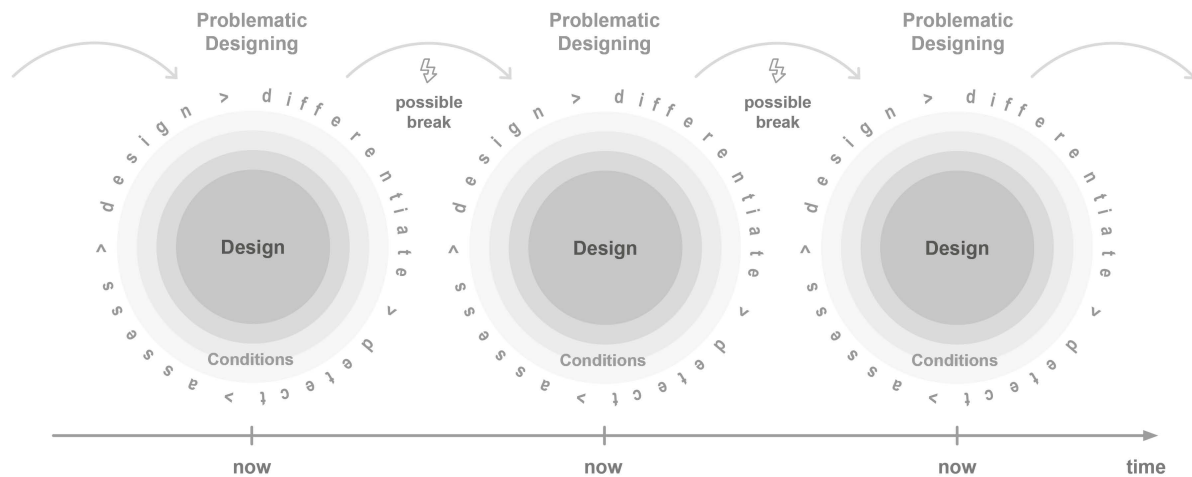 Problematic
Designing
Problematic
Designing
Problematic
Designing
possible
break
possible
break
design > differentiate > detect > assess >
design > differentiate > detect > assess >
design > differentiate > detect > assess >
Design
Design
Design
Conditions
Conditions
Conditions
now
now
now
time